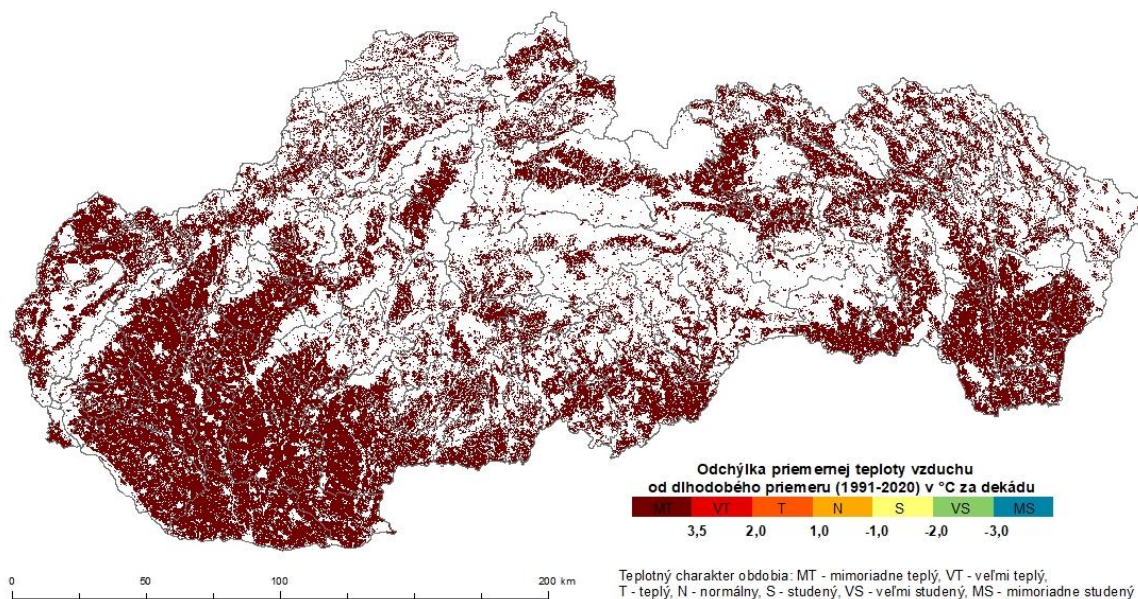 Odchýlka priemernej teploty vzduchu
od dlhodobého priemeru (1991-2020) v °C za dekádu
MT VT T N S VS MS
3,5 2,0 1,0 -1,0 -2,0 -3,0
0 50 100 200 km
Teplotný charakter obdobia: MT - mimoriadne teplý, VT - veľmi teplý,
T - teplý, N - normálny, S - studený, VS - veľmi studený, MS - mimoriadne studený